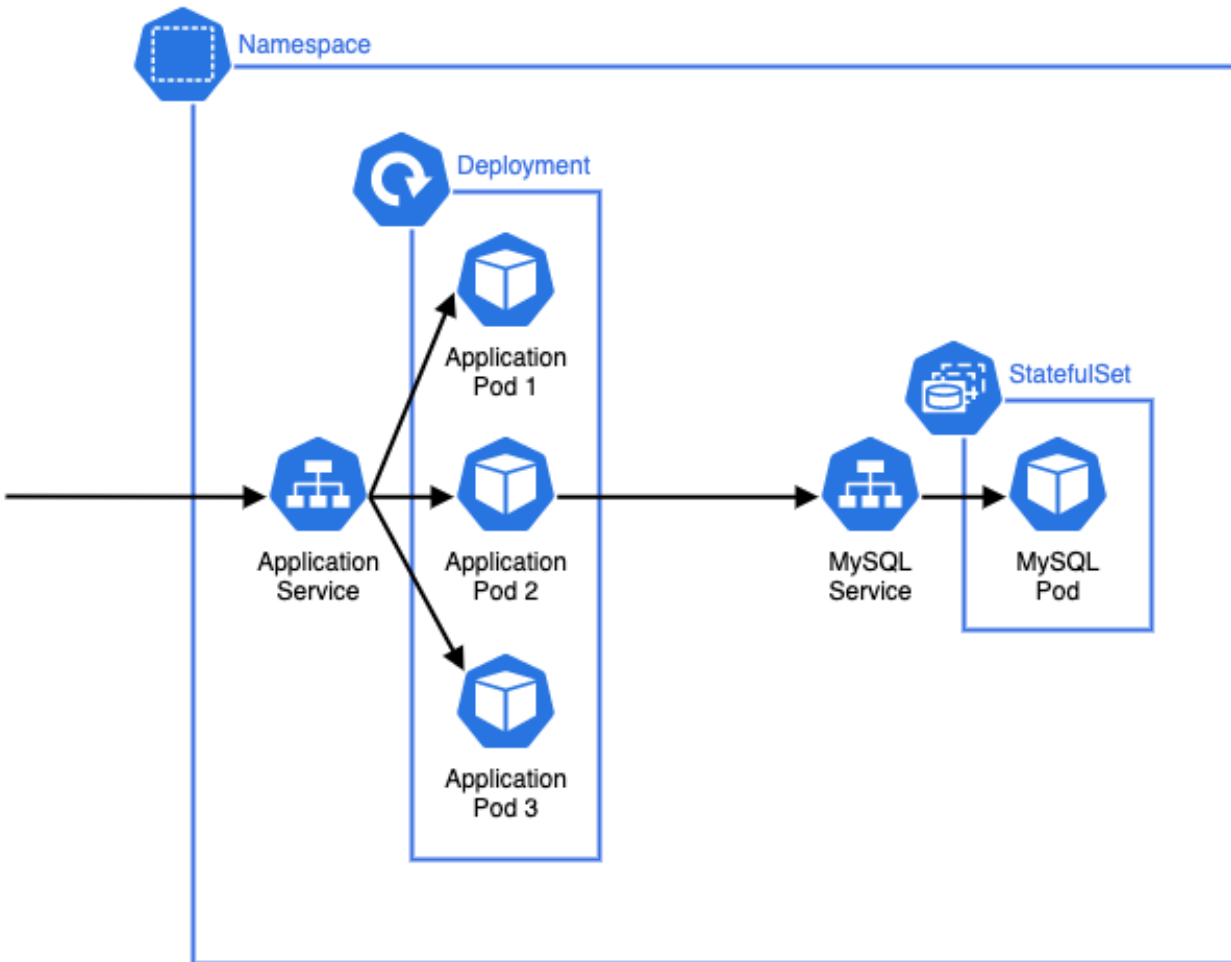 Namespace
Deployment
Application
Pod 1
StatefulSet
Application
Service
Application
Pod 2
MySQL
Service
MySQL
Pod
Application
Pod 3